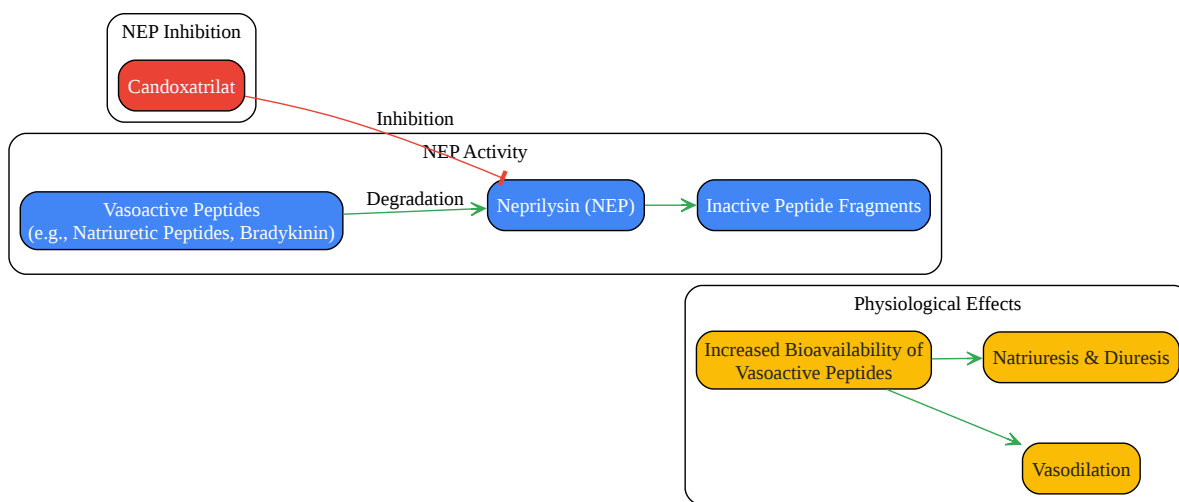 NEP Inhibition
Candoxatrilat
Inhibition
NEP Activity
Degradation
Vasoactive Peptides
(e.g., Natriuretic Peptides, Bradykinin)
Neprilysin (NEP)
Inactive Peptide Fragments
Physiological Effects
Increased Bioavailability of
Vasoactive Peptides
Natriuresis & Diuresis
Vasodilation